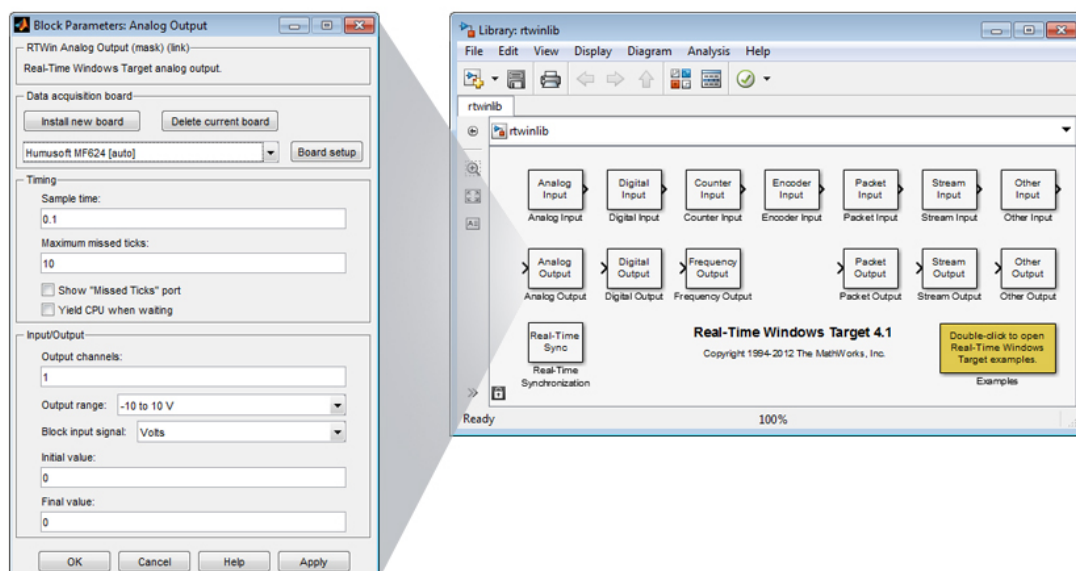 Block Parameters: Analog Output
RTWin Analog Output (mask) (link)
Real-Time Windows Target analog output.
Data acquisition board
Install new board
Delete current board
Humusoft MF624 [auto]
Board setup
Timing
Sample time:
0.1
Maximum missed ticks:
10
Show "Missed Ticks" port
Yield CPU when waiting
Input/Output
Output channels:
1
Output range: -10 to 10 V
Block input signal: Volts
Initial value:
0
Final value:
0
OK Cancel Help Apply
Library: rtwinlib
File Edit View Display Diagram Analysis Help
rtwinlib
rtwinlib
Analog
Input
Analog Input
Digital
Input
Digital Input
Counter
Input
Counter Input
Encoder
Input
Encoder Input
Packet
Input
Packet Input
Stream
Input
Stream Input
Other
Input
Other Input
Analog
Output
Analog Output
Digital
Output
Digital Output
Frequency
Output
Frequency Output
Packet
Output
Packet Output
Stream
Output
Stream Output
Other
Output
Other Output
Real-Time
Sync
Real-Time
Synchronization
Real-Time Windows Target 4.1
Copyright 1994-2012 The MathWorks, Inc.
Double-click to open
Real-Time Windows
Target examples.
Examples
Ready 100%